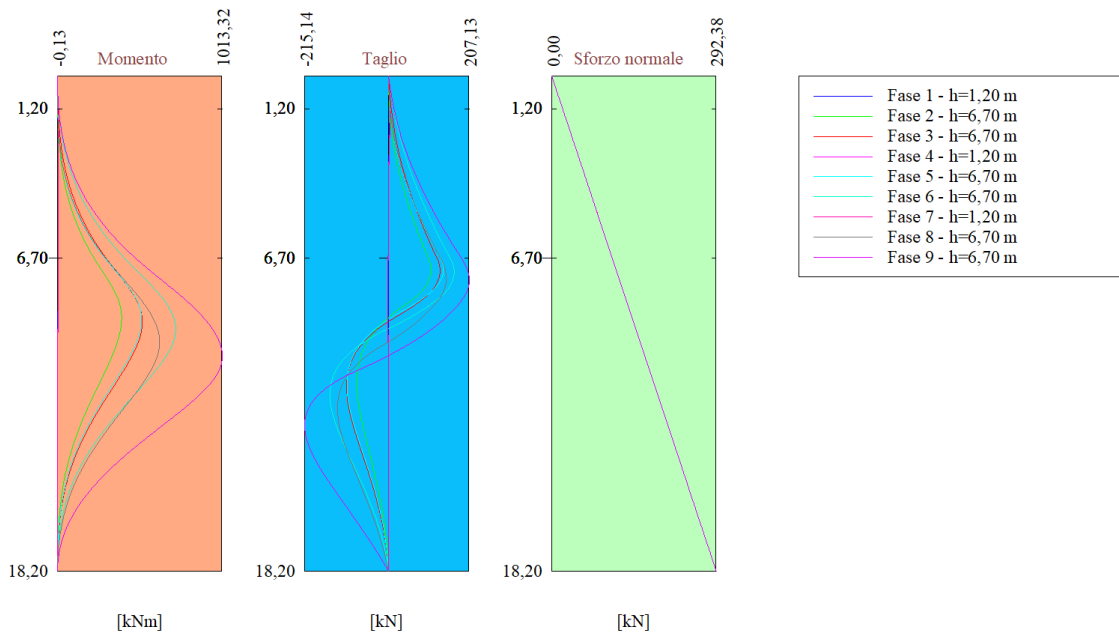 -0,13
1013,32
Momento
-215,14
207,13
Taglio
0,00
292,38
Sforzo normale
1,20
6,70
18,20
1,20
6,70
18,20
1,20
6,70
18,20
[kNm]
[kN]
[kN]
Fase 1 - h=1,20 m
Fase 2 - h=6,70 m
Fase 3 - h=6,70 m
Fase 4 - h=1,20 m
Fase 5 - h=6,70 m
Fase 6 - h=6,70 m
Fase 7 - h=1,20 m
Fase 8 - h=6,70 m
Fase 9 - h=6,70 m